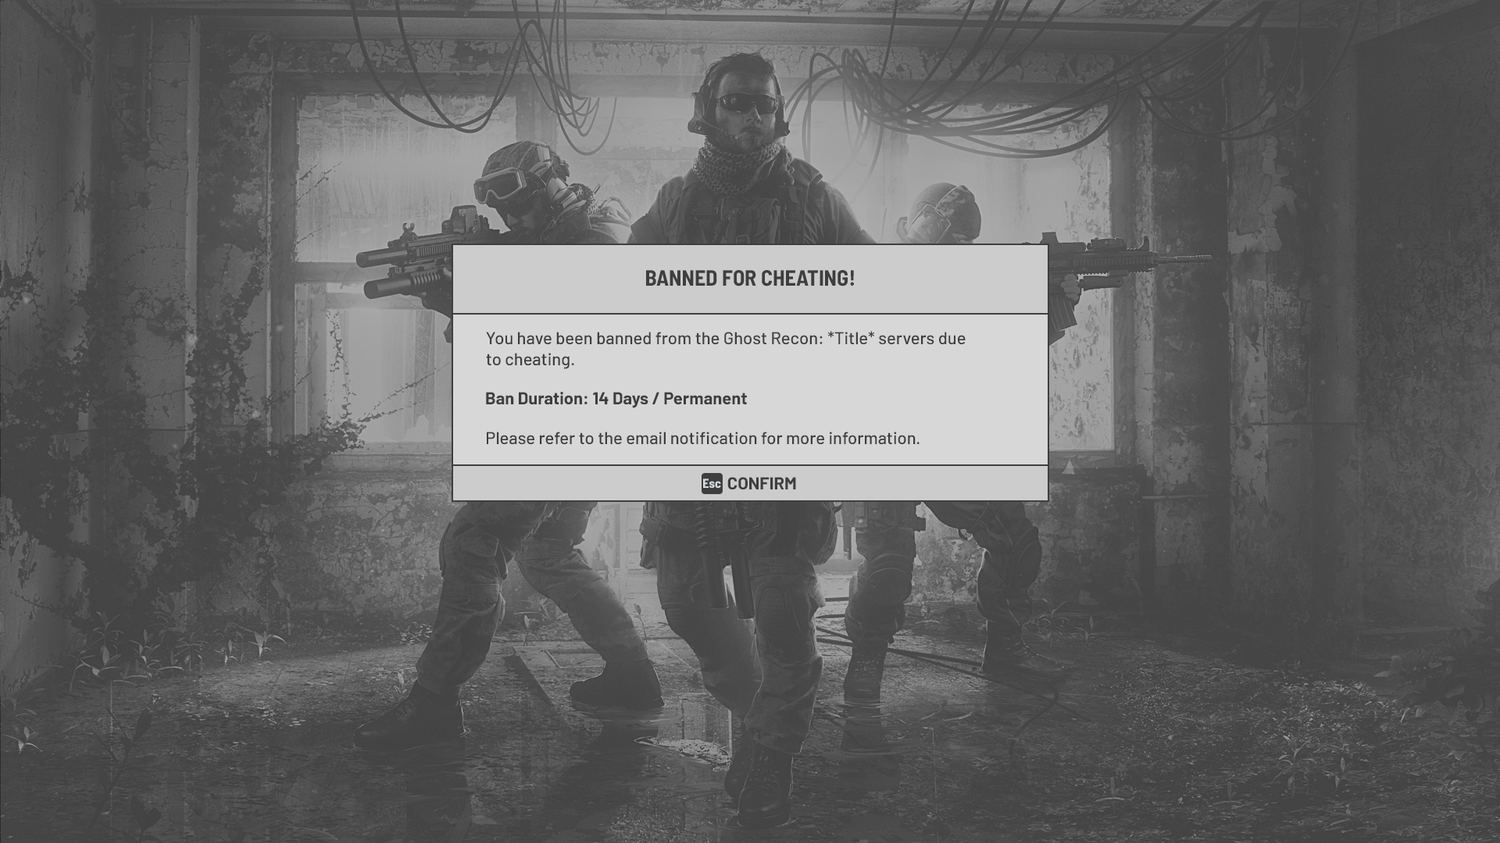 BANNED FOR CHEATING!
You have been banned from the Ghost Recon: *Title* servers due
to cheating.
Ban Duration: 14 Days / Permanent
Please refer to the email notification for more information.
Esc CONFIRM